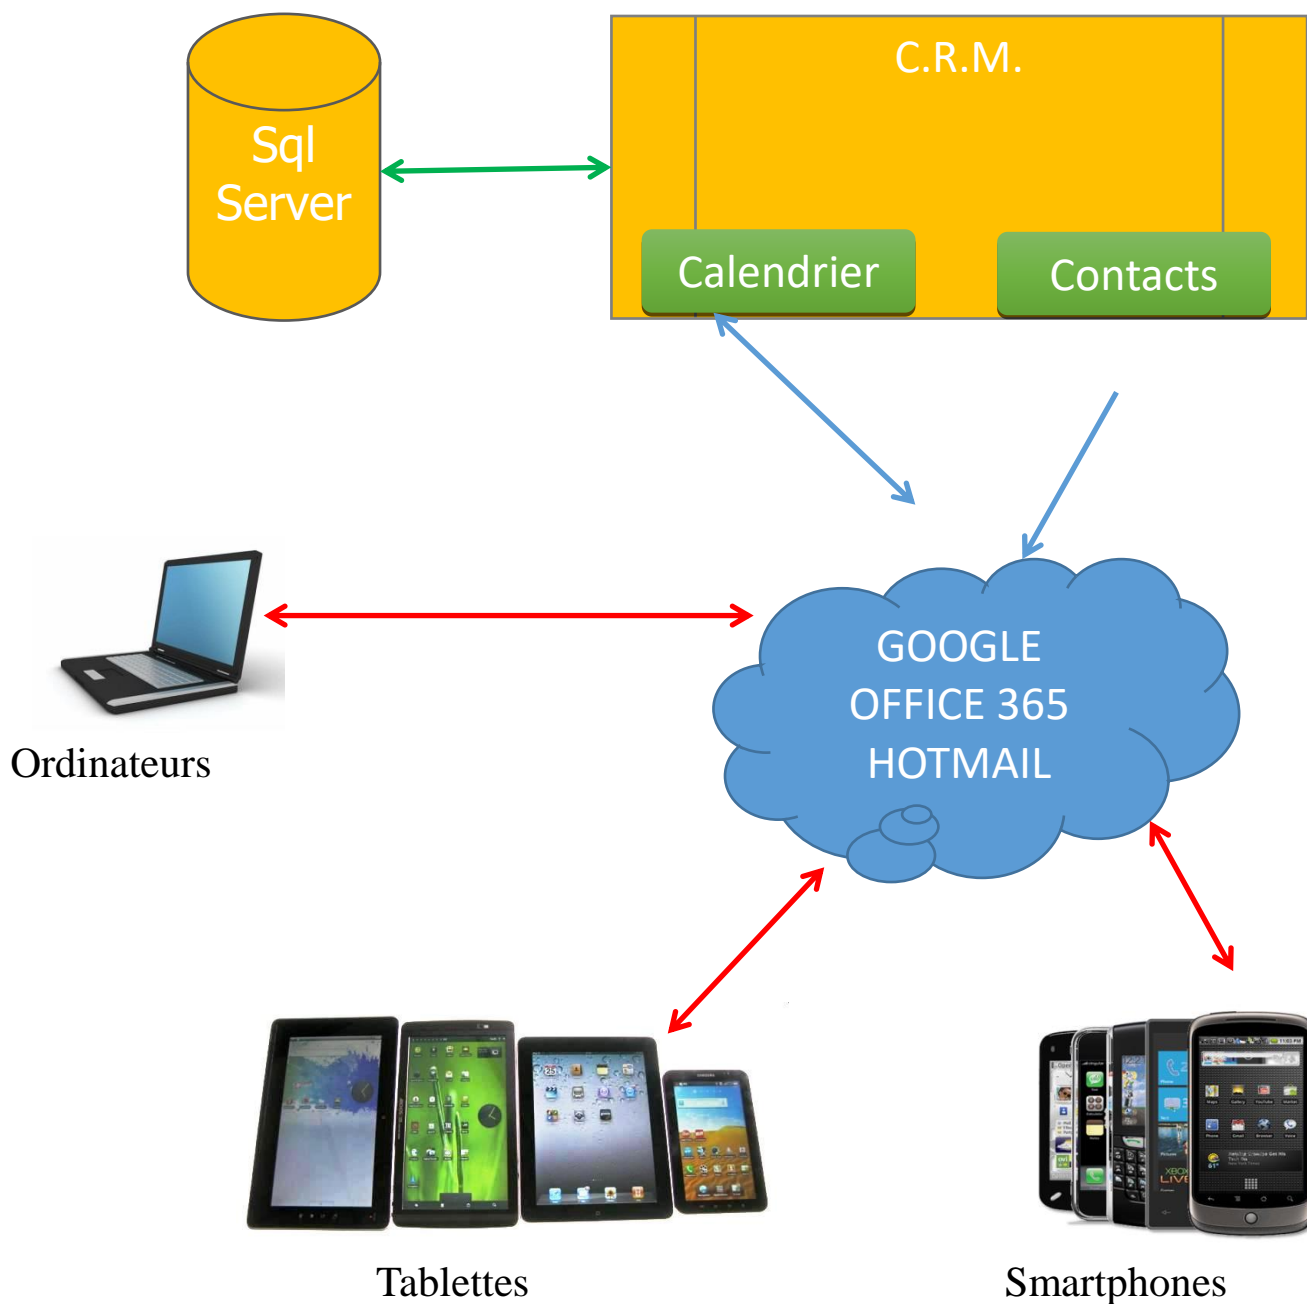 C.R.M.
Sql
Server
Calendrier
Contacts
GOOGLE
OFFICE 365
HOTMAIL
Ordinateurs
Tablettes
Smartphones